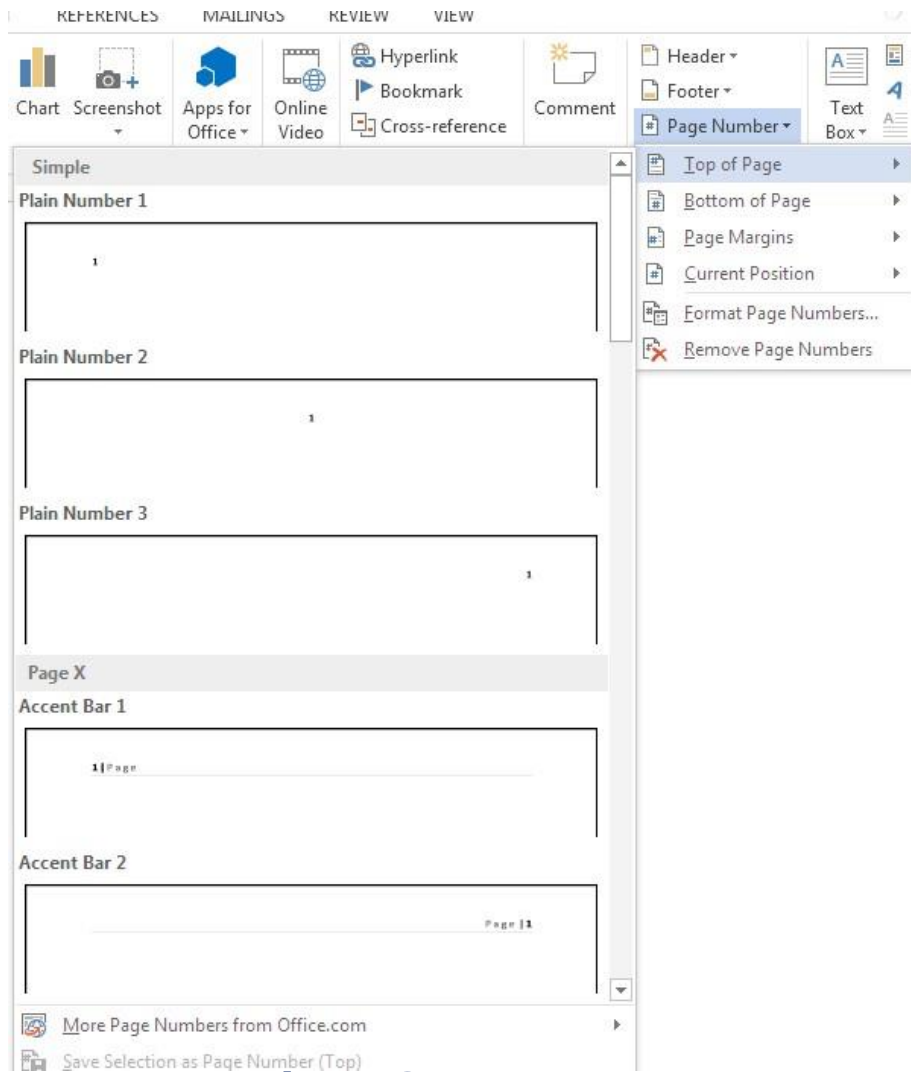 REFERENCES MAILINGS REVIEW VIEW
Chart
Screenshot
Apps for
Office
Online
Video
Hyperlink
Bookmark
Cross-reference
Comment
Header
Footer
Page Number
Text
Box
Simple
Plain Number 1
1
Plain Number 2
1
Plain Number 3
1
Page X
Accent Bar 1
1|Page
Accent Bar 2
Page|1
More Page Numbers from Office.com
Save Selection as Page Number (Top)
Top of Page
Bottom of Page
Page Margins
Current Position
Format Page Numbers...
Remove Page Numbers